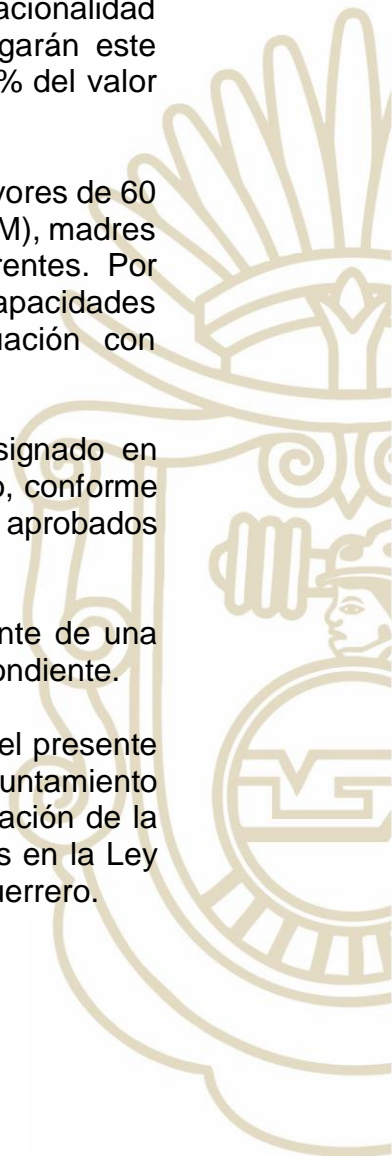 acionalidad
garán este
% del valor
yores de 60
M), madres
rentes. Por
apacidades
uación con
signado en
o, conforme
aprobados
nte de una
ondiente.
el presente
untamiento
ación de la
s en la Ley
uerrero.